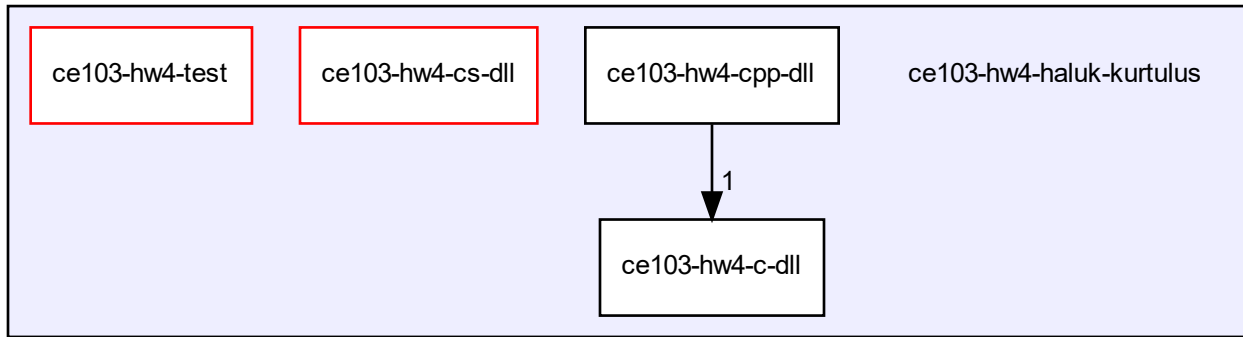 ce103-hw4-test
ce103-hw4-cs-dll
ce103-hw4-cpp-dll
ce103-hw4-haluk-kurtulus
1
ce103-hw4-c-dll